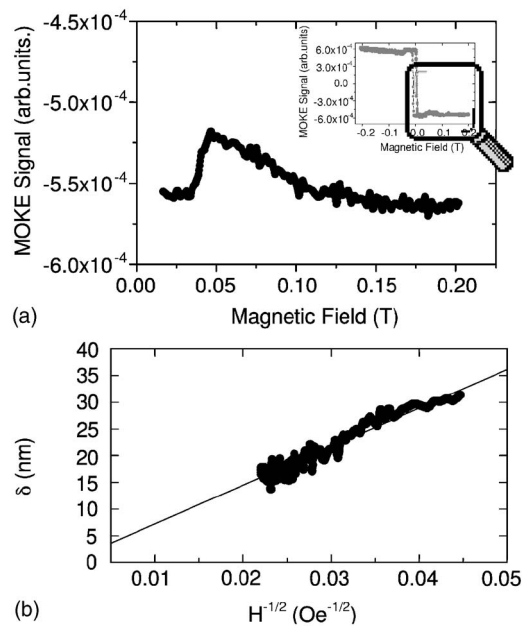 -4.5x10⁻⁴
-5.0x10⁻⁴
-5.5x10⁻⁴
-6.0x10⁻⁴
MOKE Signal (arb.units.)
0.00 0.05 0.10 0.15 0.20
Magnetic Field (T)
6.0x10⁻⁴
3.0x10⁻⁴
0.0
-3.0x10⁻⁴
-6.0x10⁻⁴
MOKE Signal (arb.units)
-0.2 -0.1 0.0 0.1 0.2
Magnetic Field (T)
(a)
40
35
30
25
20
15
10
5
0
δ (nm)
0.01 0.02 0.03 0.04 0.05
H⁻¹/² (Oe⁻¹/²)
(b)